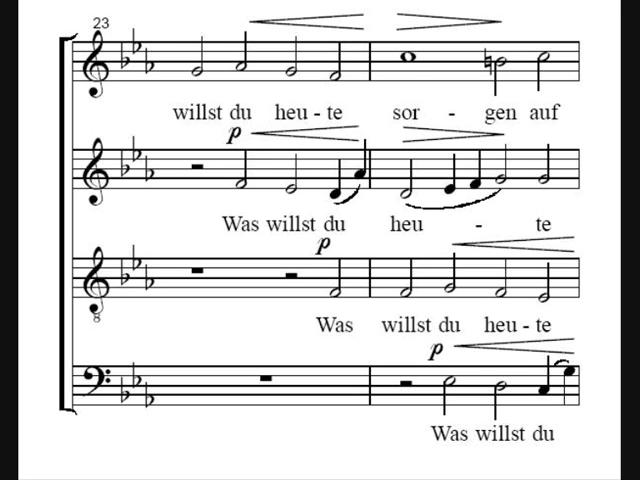 23
willst du heu - te sor - gen auf
p
Was willst du heu - te
p
8
Was willst du heu - te
p
Was willst du